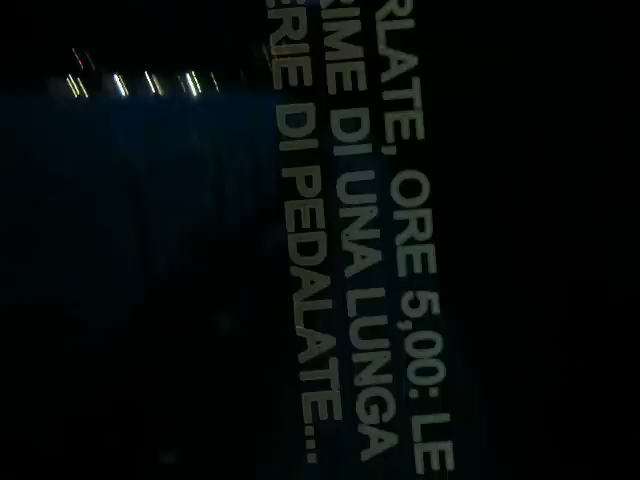 RLATE, ORE 5,00: LE
RIME DI UNA LUNGA
ERIE DI PEDALATE...